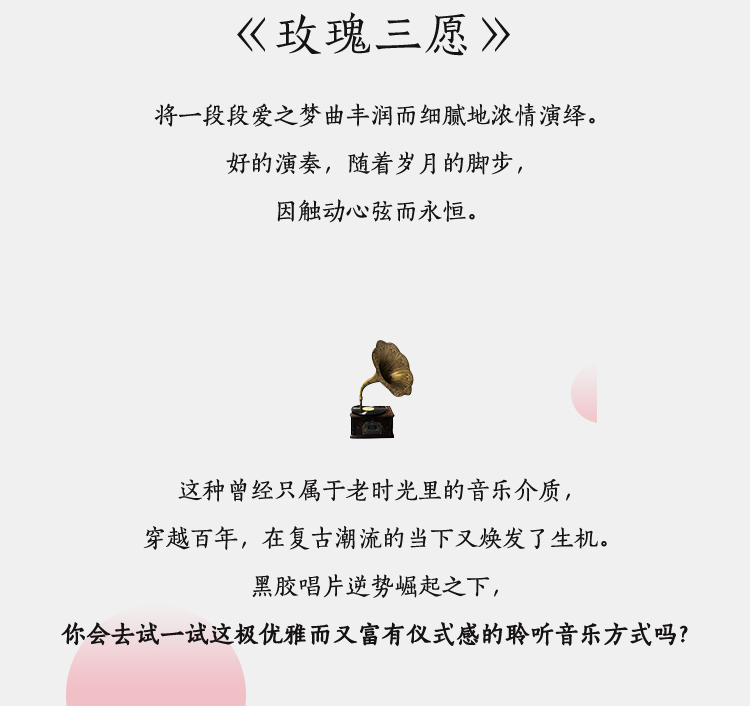 《玫瑰三愿》
将一段段爱之梦曲丰润而细腻地浓情演绎。
好的演奏，随着岁月的脚步，
因触动心弦而永恒。
这种曾经只属于老时光里的音乐介质，
穿越百年，在复古潮流的当下又焕发了生机。
黑胶唱片逆势崛起之下，
你会去试一试这极优雅而又富有仪式感的聆听音乐方式吗？